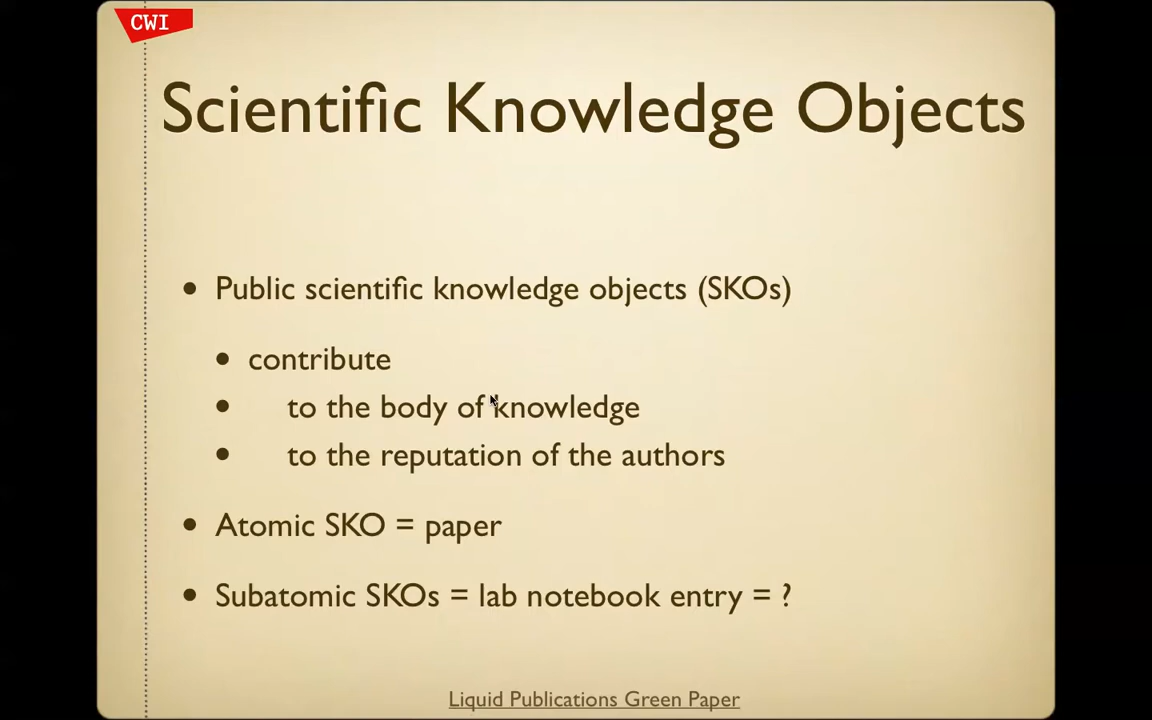 CWI
Scientific Knowledge Objects
• Public scientific knowledge objects (SKOs)
• contribute
• to the body of knowledge
• to the reputation of the authors
• Atomic SKO = paper
• Subatomic SKOs = lab notebook entry = ?
Liquid Publications Green Paper